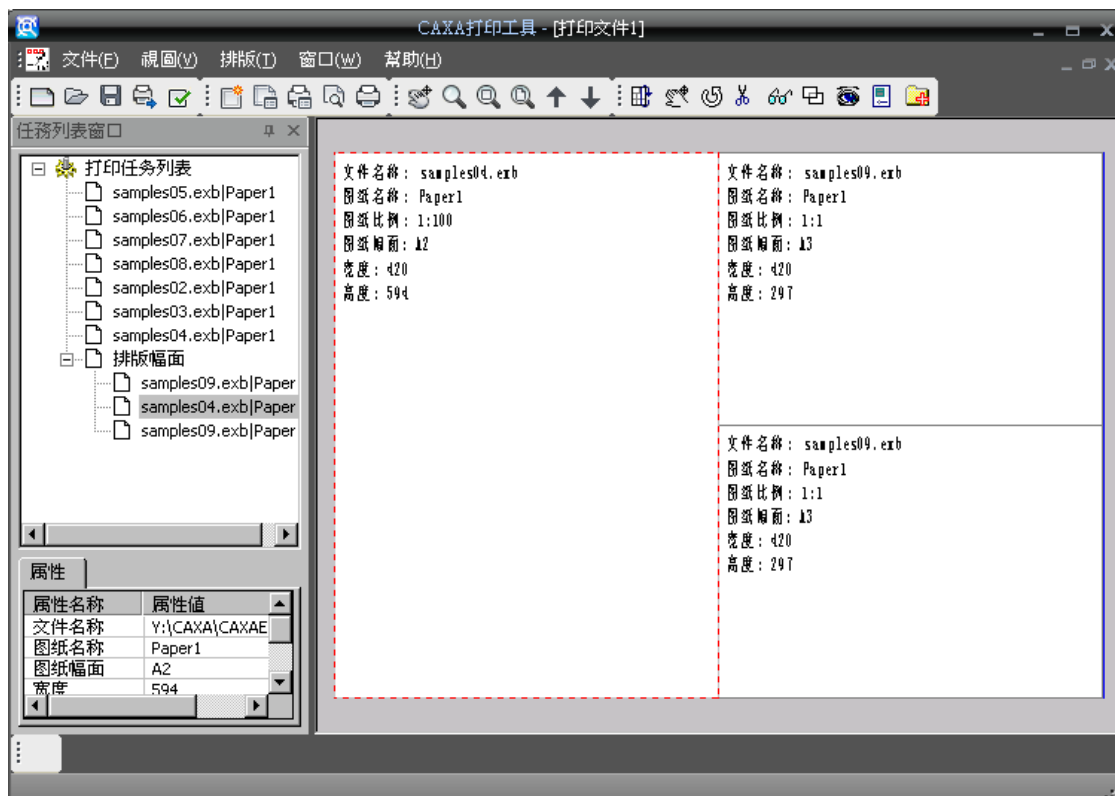 CAXA打印工具 - [打印文件1]
文件(F) 視圖(V) 排版(T) 窗口(W) 幫助(H)
任務列表窗口
打印任务列表
samples05.exb|Paper1
samples06.exb|Paper1
samples07.exb|Paper1
samples08.exb|Paper1
samples02.exb|Paper1
samples03.exb|Paper1
samples04.exb|Paper1
排版幅面
samples09.exb|Paper
samples04.exb|Paper
samples09.exb|Paper
属性
属性名称 属性値
文件名称 Y:\CAXA\CAXAE
图纸名称 Paper1
图纸幅面 A2
宽度 594
文件名称: samples04.exb
图纸名称: Paper1
图纸比例: 1:100
图纸幅面: A2
宽度: 420
高度: 594
文件名称: samples09.exb
图纸名称: Paper1
图纸比例: 1:1
图纸幅面: A3
宽度: 420
高度: 297
文件名称: samples09.exb
图纸名称: Paper1
图纸比例: 1:1
图纸幅面: A3
宽度: 420
高度: 297